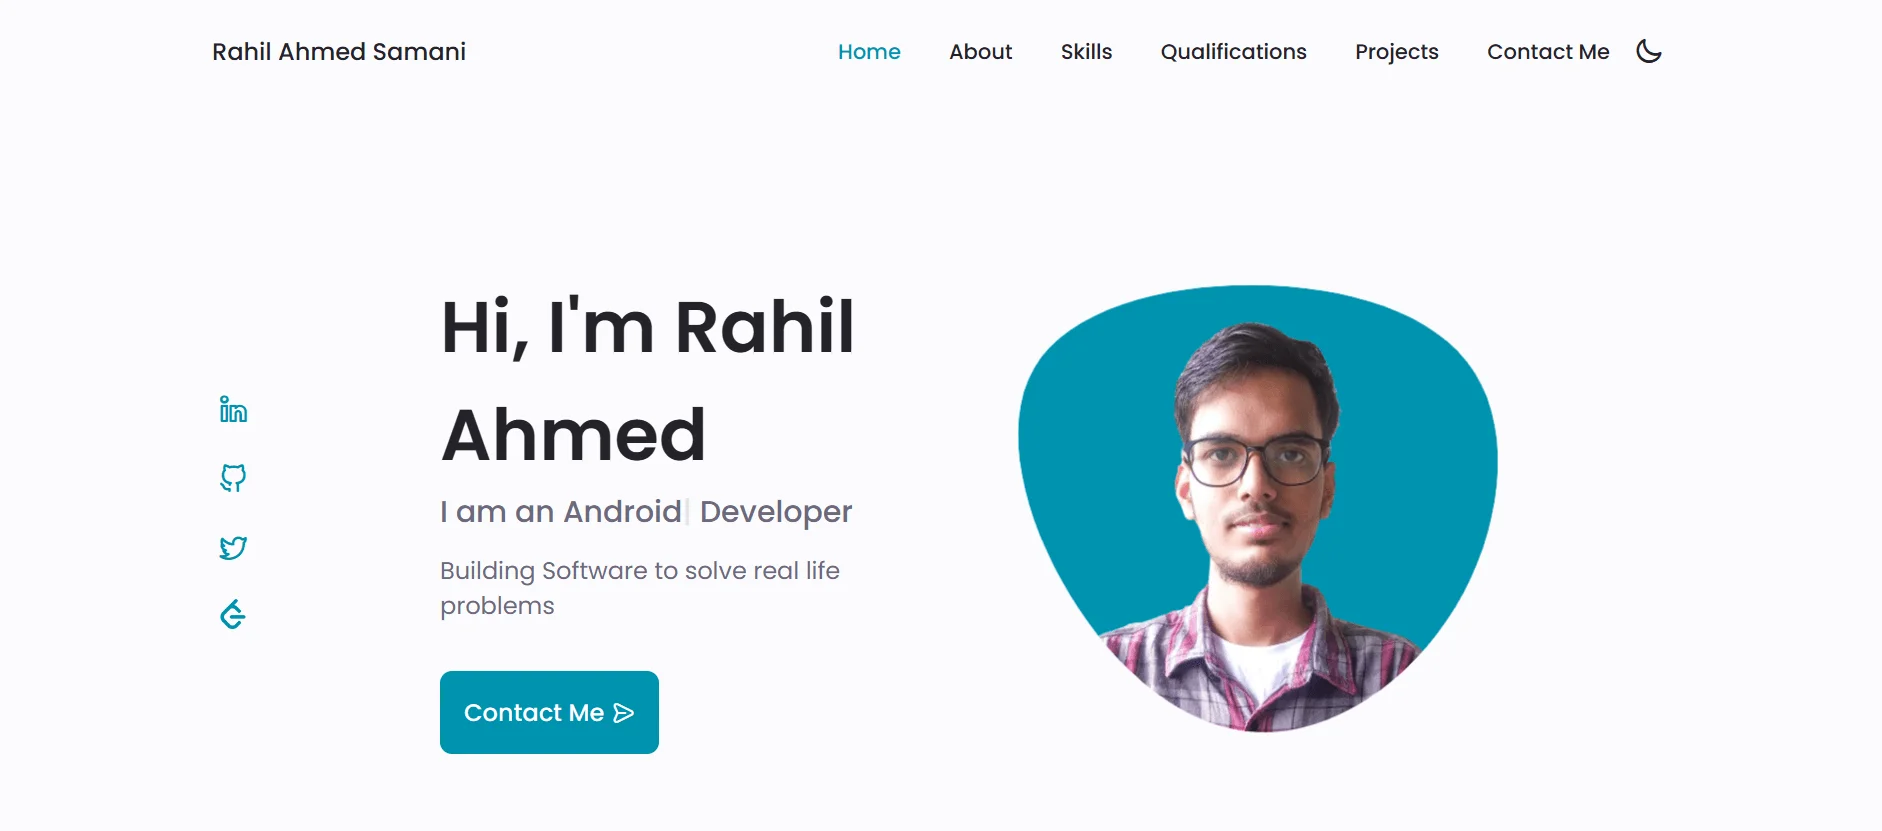 Rahil Ahmed Samani
Home About Skills Qualifications Projects Contact Me
Hi, I'm Rahil
Ahmed
I am an Android Developer
Building Software to solve real life
problems
Contact Me